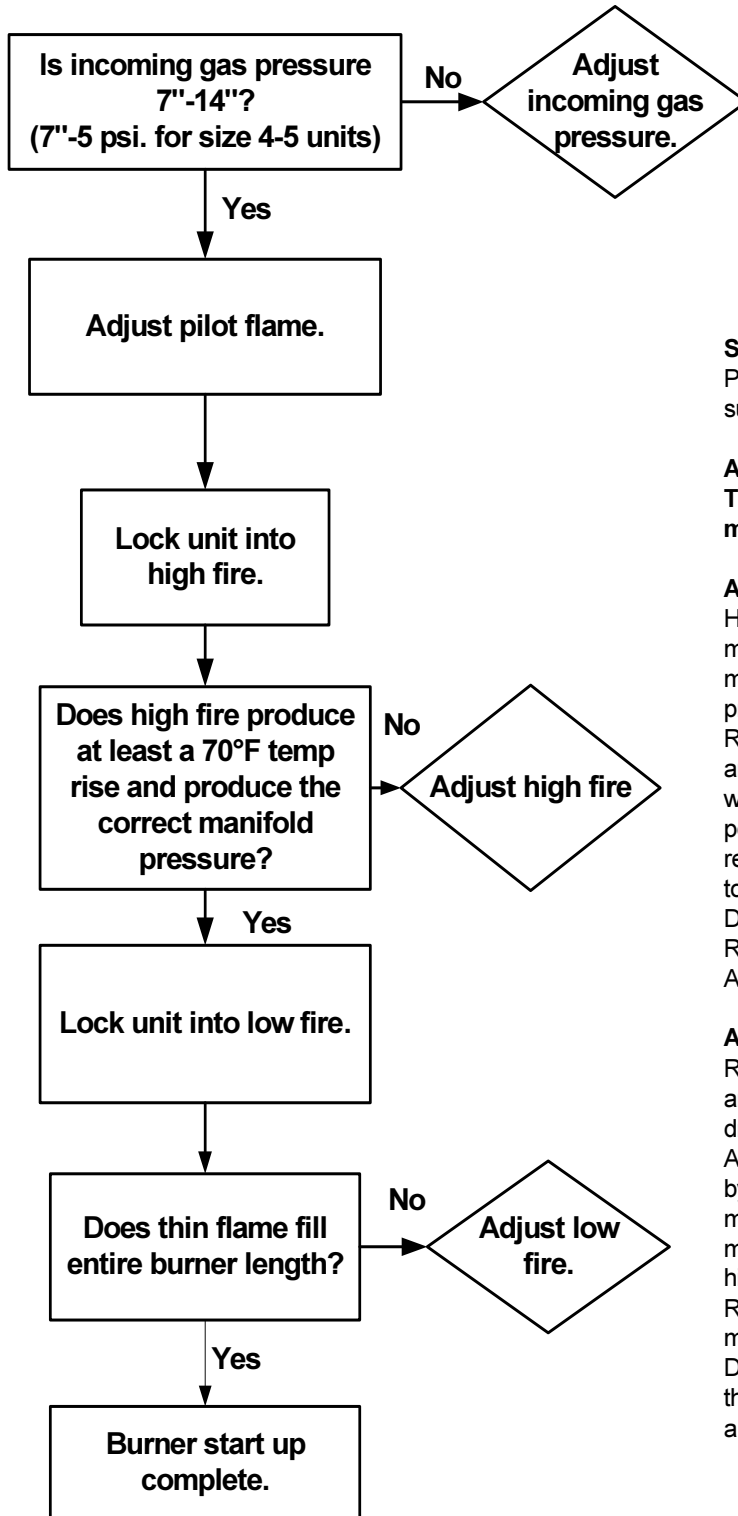 Is incoming gas pressure
7"-14"?
(7"-5 psi. for size 4-5 units)
No
Adjust
incoming gas
pressure.
Yes
Adjust pilot flame.
Lock unit into
high fire.
Does high fire produce
at least a 70°F temp
rise and produce the
correct manifold
pressure?
No
Adjust high fire
Yes
Lock unit into low fire.
Does thin flame fill
entire burner length?
No
Adjust low
fire.
Yes
Burner start up
complete.